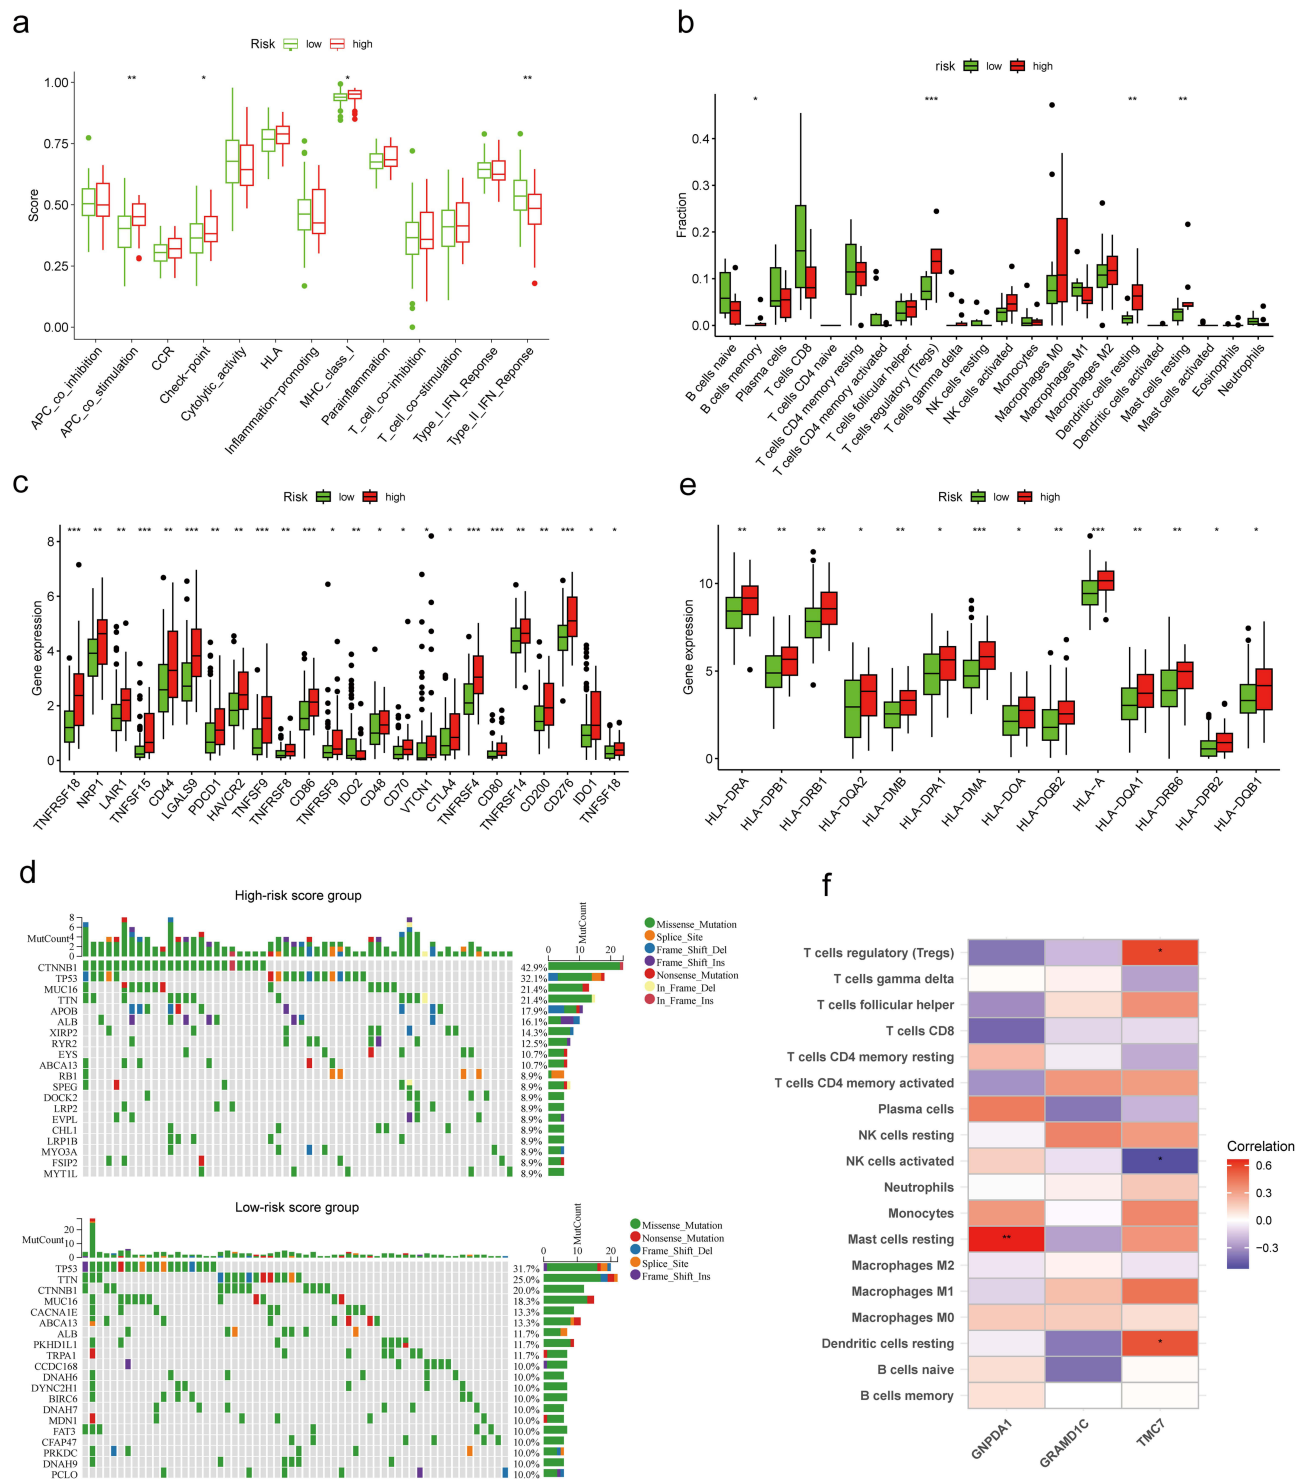 a
Risk low high
Score
1.00
0.75
0.50
0.25
0.00
** * * **
APC_co_inhibition
APC_co_stimulation
CCR
Check-point
Cytolytic_activity
HLA
Inflammation-promoting
MHC_class_I
Parainflammation
T_cell_co-inhibition
T_cell_co-stimulation
Type_I_IFN_Reponse
Type_II_IFN_Reponse
b
risk low high
Fraction
0.4
0.3
0.2
0.1
0.0
* *** ** **
B cells naive
B cells memory
Plasma cells
T cells CD8
T cells CD4 naive
T cells CD4 memory resting
T cells CD4 memory activated
T cells follicular helper
T cells regulatory (Tregs)
T cells gamma delta
NK cells resting
NK cells activated
Monocytes
Macrophages M0
Macrophages M1
Macrophages M2
Dendritic cells resting
Dendritic cells activated
Mast cells resting
Mast cells activated
Eosinophils
Neutrophils
c
Risk low high
Gene expression
8
6
4
2
0
*** ** ** *** ** *** ** ** *** ** *** * ** * * * * *** *** ** ** *** * *
TNFRSF18
NRP1
LAIR1
TNFSF15
CD44
LGALS9
PDCD1
HAVCR2
TNFSF9
TNFRSF8
CD86
TNFRSF9
IDO2
CD48
CD70
VTCN1
CTLA4
TNFRSF4
CD80
TNFRSF14
CD200
CD276
IDO1
TNFSF18
e
Risk low high
Gene expression
10
5
0
** ** ** * ** * *** * ** *** ** ** * *
HLA-DRA
HLA-DPB1
HLA-DRB1
HLA-DQA2
HLA-DMB
HLA-DPA1
HLA-DMA
HLA-DOA
HLA-DQB2
HLA-A
HLA-DQA1
HLA-DRB6
HLA-DPB2
HLA-DQB1
d
High-risk score group
MutCount
8
6
4
2
0
MutCount
0 10 20
CTNNB1 42.9%
TP53 32.1%
MUC16 21.4%
TTN 21.4%
APOB 17.9%
ALB 16.1%
XIRP2 14.3%
RYR2 12.5%
EYS 10.7%
ABCA13 10.7%
RB1 8.9%
SPEG 8.9%
DOCK2 8.9%
LRP2 8.9%
EVPL 8.9%
CHL1 8.9%
LRP1B 8.9%
MYO3A 8.9%
FSIP2 8.9%
MYT1L 8.9%
Missense_Mutation
Splice_Site
Frame_Shift_Del
Frame_Shift_Ins
Nonsense_Mutation
In_Frame_Del
In_Frame_Ins
Low-risk score group
MutCount
20
10
0
MutCount
0 10 20
TP53 31.7%
TTN 25.0%
CTNNB1 20.0%
MUC16 18.3%
CACNA1E 13.3%
ABCA13 13.3%
ALB 11.7%
PKHD1L1 11.7%
TRPA1 11.7%
CCDC168 10.0%
DNAH6 10.0%
DYNC2H1 10.0%
BIRC6 10.0%
DNAH7 10.0%
MDN1 10.0%
FAT3 10.0%
CFAP47 10.0%
PRKDC 10.0%
DNAH9 10.0%
PCLO 10.0%
Missense_Mutation
Nonsense_Mutation
Frame_Shift_Del
Splice_Site
Frame_Shift_Ins
f
T cells regulatory (Tregs) *
T cells gamma delta
T cells follicular helper
T cells CD8
T cells CD4 memory resting
T cells CD4 memory activated
Plasma cells
NK cells resting
NK cells activated *
Neutrophils
Monocytes
Mast cells resting **
Macrophages M2
Macrophages M1
Macrophages M0
Dendritic cells resting *
B cells naive
B cells memory
GNPDA1
GRAMD1C
TMC7
Correlation
0.6
0.3
0.0
−0.3